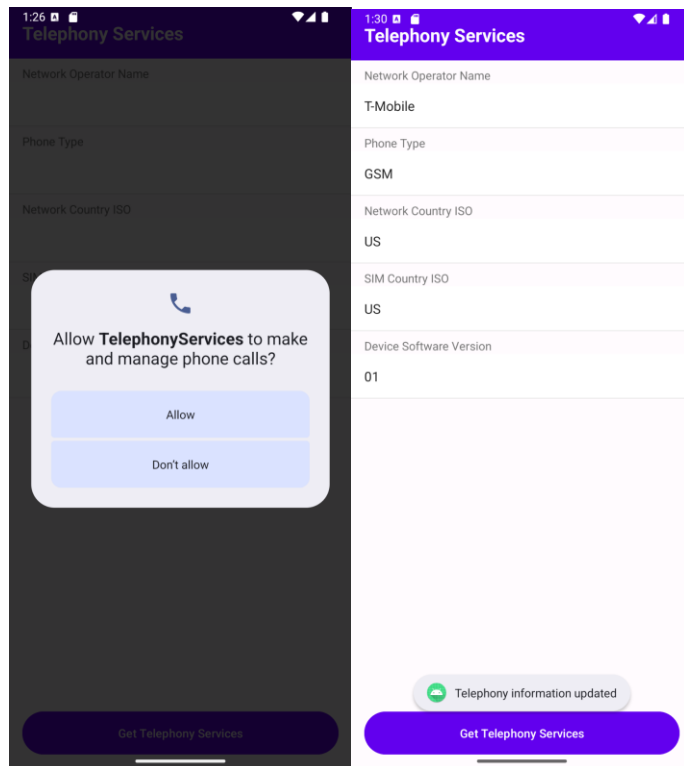 1:26
Telephony Services
Network Operator Name
Phone Type
Network Country ISO
Allow TelephonyServices to make
and manage phone calls?
Allow
Don't allow
Get Telephony Services
1:30
Telephony Services
Network Operator Name
T-Mobile
Phone Type
GSM
Network Country ISO
US
SIM Country ISO
US
Device Software Version
01
Telephony information updated
Get Telephony Services